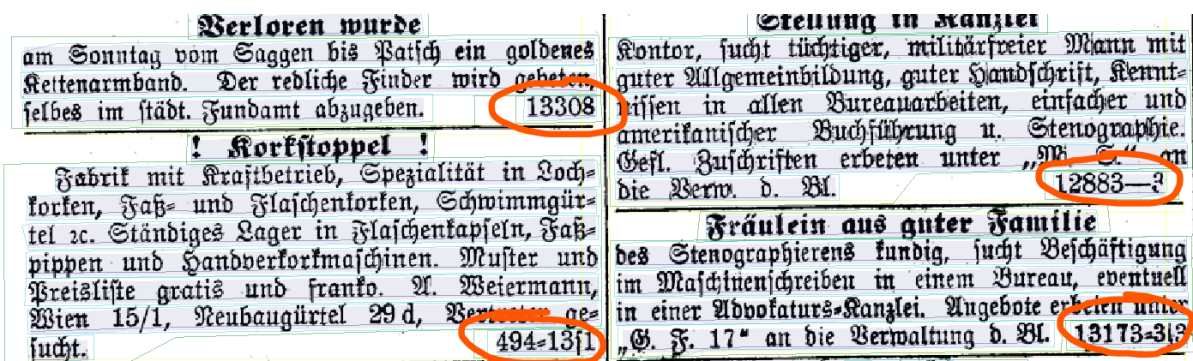 Verloren wurde
am Sonntag vom Saggen bis Patsch ein goldenes
Kettenarmband. Der redliche Finder wird gebeten,
selbes im städt. Fundamt abzugeben. 13308
! Korkstoppel !
Fabrik mit Kraftbetrieb, Spezialität in Loch-
korken, Faß- und Flaschenkorken, Schwimmgür-
tel ꝛc. Ständiges Lager in Flaschenkapseln, Faß-
pippen und Handverkorkmaschinen. Muster und
Preisliste gratis und franko. A. Weiermann,
Wien 15/1, Neubaugürtel 29 d, Vertreter ge-
sucht. 494-13s1
Stellung in Kanzlei
Kontor, sucht tüchtiger, militärfreier Mann mit
guter Allgemeinbildung, guter Handschrift, Kennt-
nissen in allen Bureauarbeiten, einfacher und
amerikanischer Buchführung u. Stenographie.
Gefl. Zuschriften erbeten unter „M. S.“ an
die Verw. d. Bl. 12883—3
Fräulein aus guter Familie
des Stenographierens kundig, sucht Beschäftigung
im Maschinenschreiben in einem Bureau, eventuell
in einer Advokaturs-Kanzlei. Angebote erbeten unter
„G. F. 17“ an die Verwaltung d. Bl. 13173-3